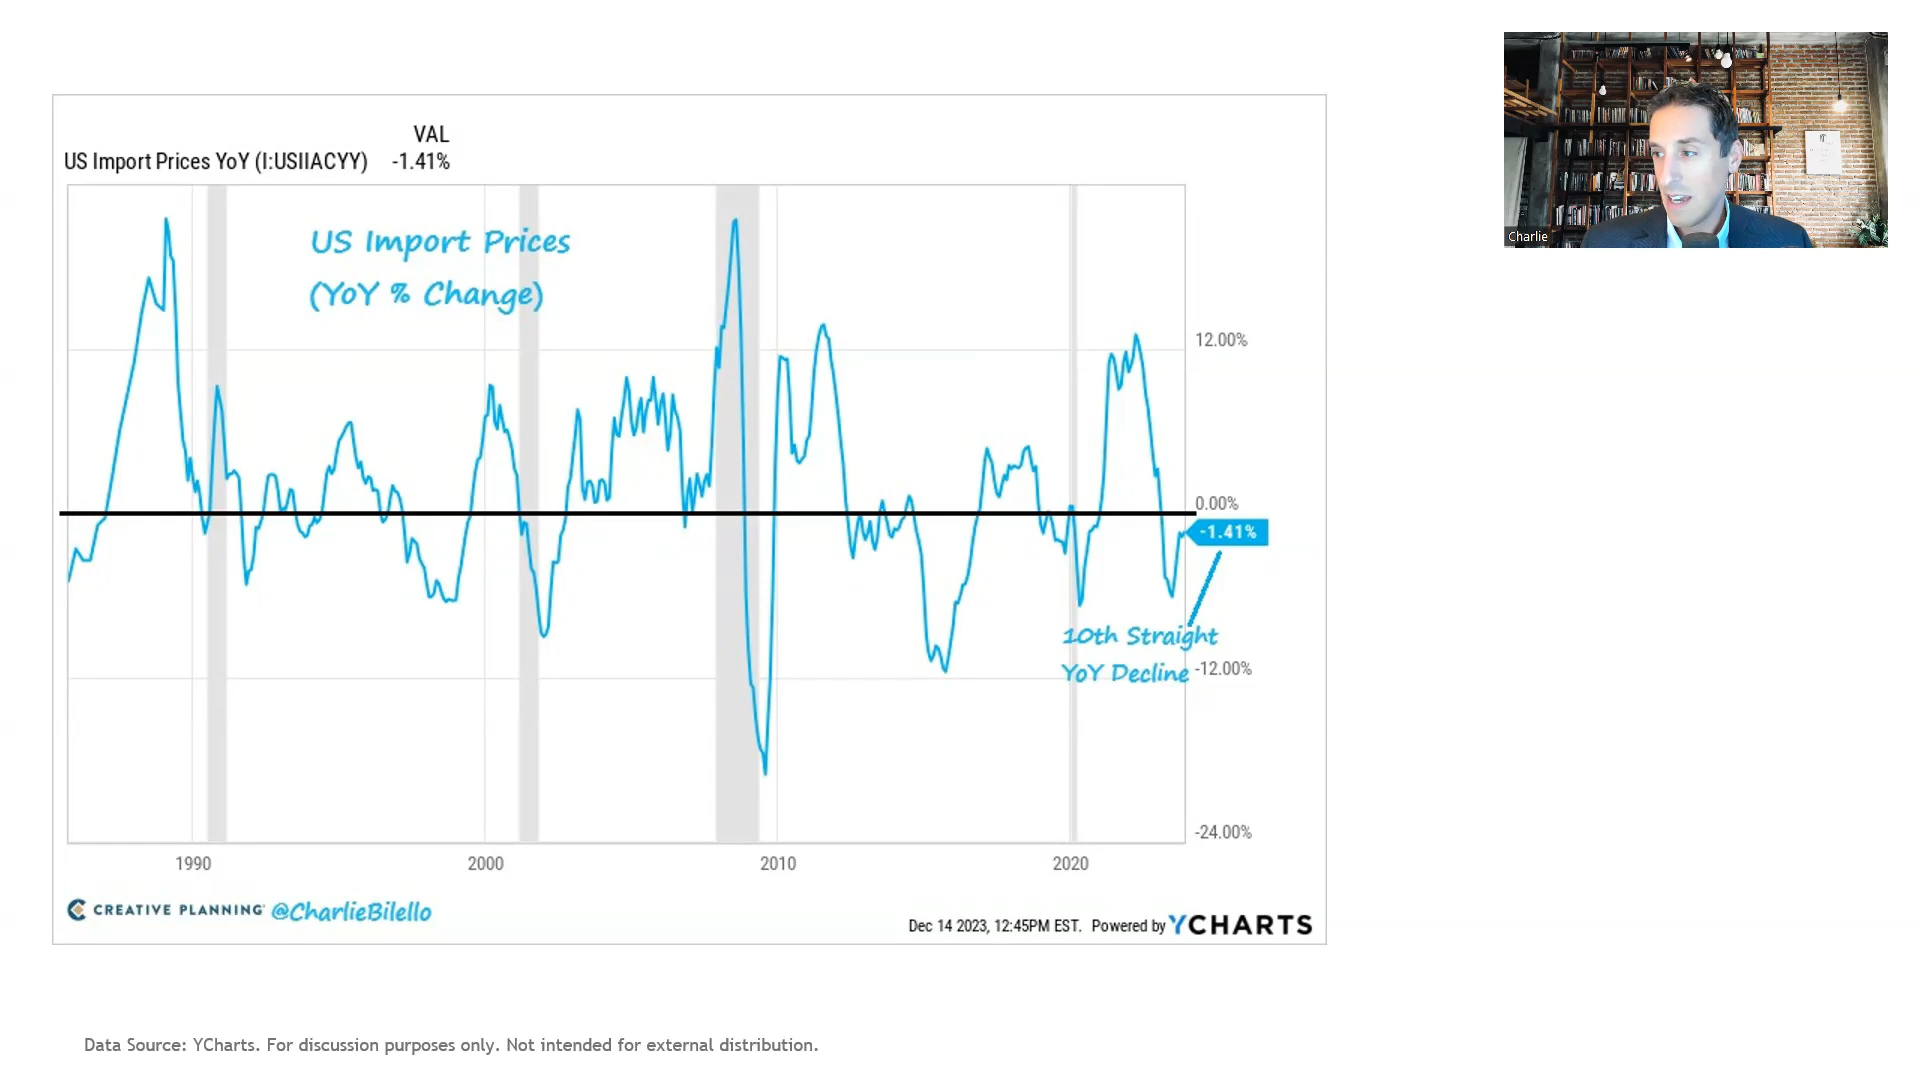 VAL
US Import Prices YoY (I:USIIACYY) -1.41%
US Import Prices
(YoY % Change)
12.00%
0.00%
-1.41%
10th Straight
YoY Decline
-12.00%
-24.00%
1990 2000 2010 2020
CREATIVE PLANNING @CharlieBilello
Dec 14 2023, 12:45PM EST. Powered by YCHARTS
Data Source: YCharts. For discussion purposes only. Not intended for external distribution.
Charlie